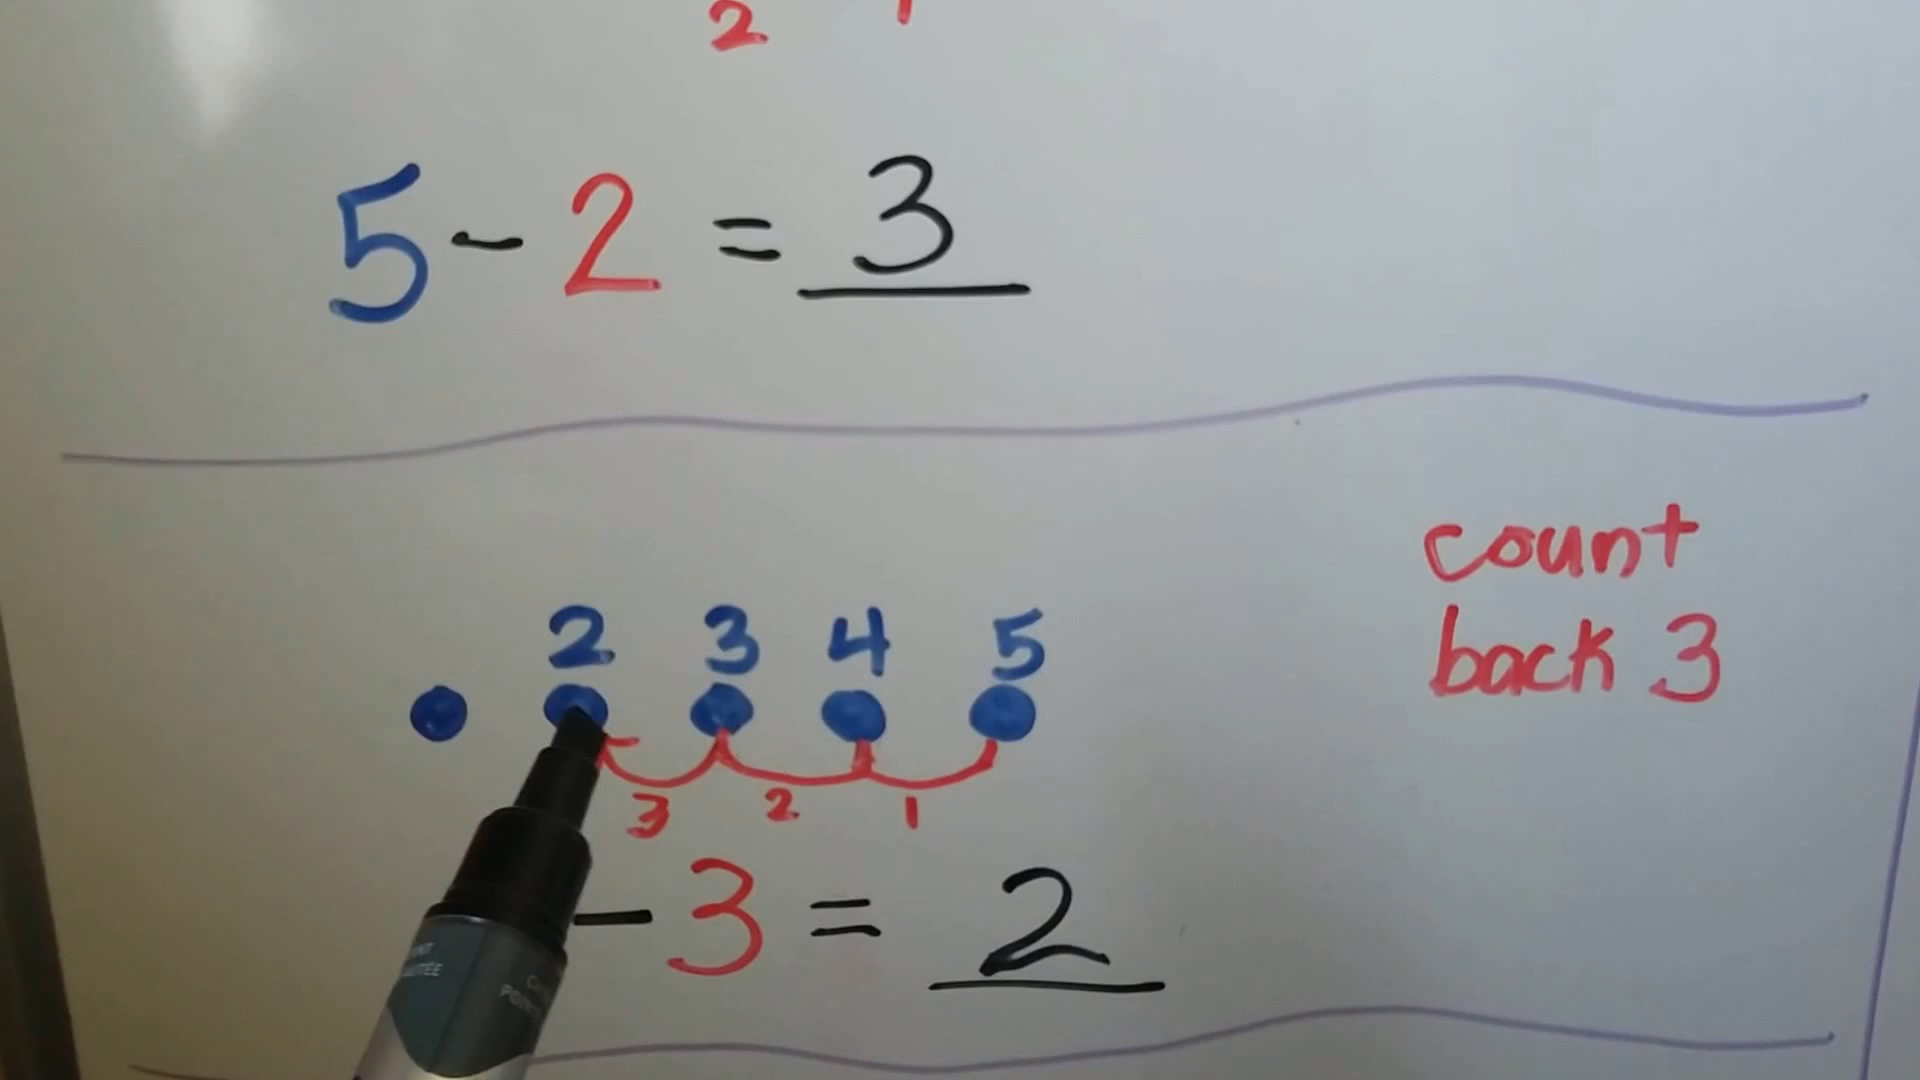 2 1
5 - 2 = 3
count
back 3
2 3 4 5
3 2 1
- 3 = 2